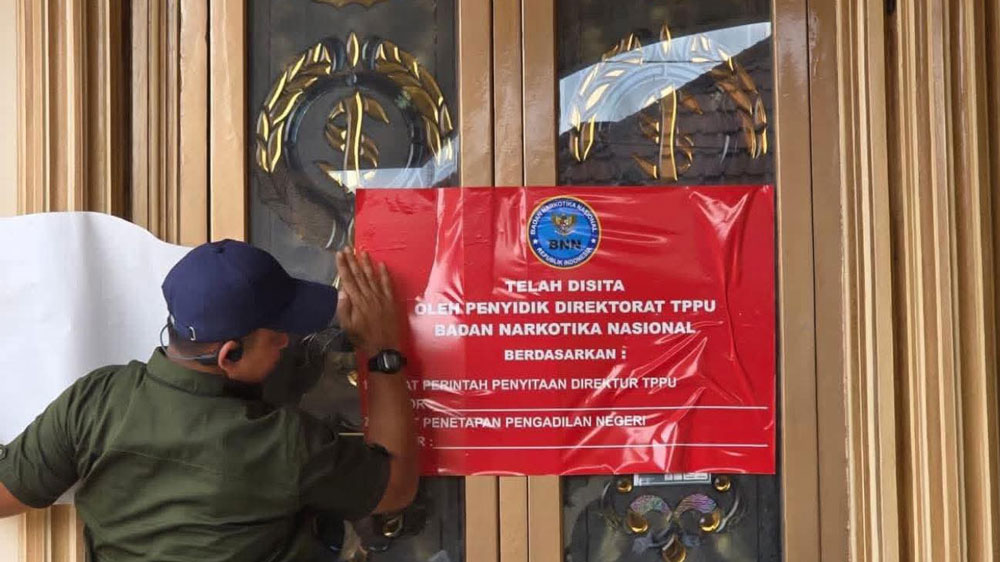 BADAN NARKOTIKA NASIONAL
BNN
REPUBLIK INDONESIA
TELAH DISITA
OLEH PENYIDIK DIREKTORAT TPPU
BADAN NARKOTIKA NASIONAL
BERDASARKAN :
PERINTAH PENYITAAN DIREKTUR TPPU
:
PENETAPAN PENGADILAN NEGERI
: